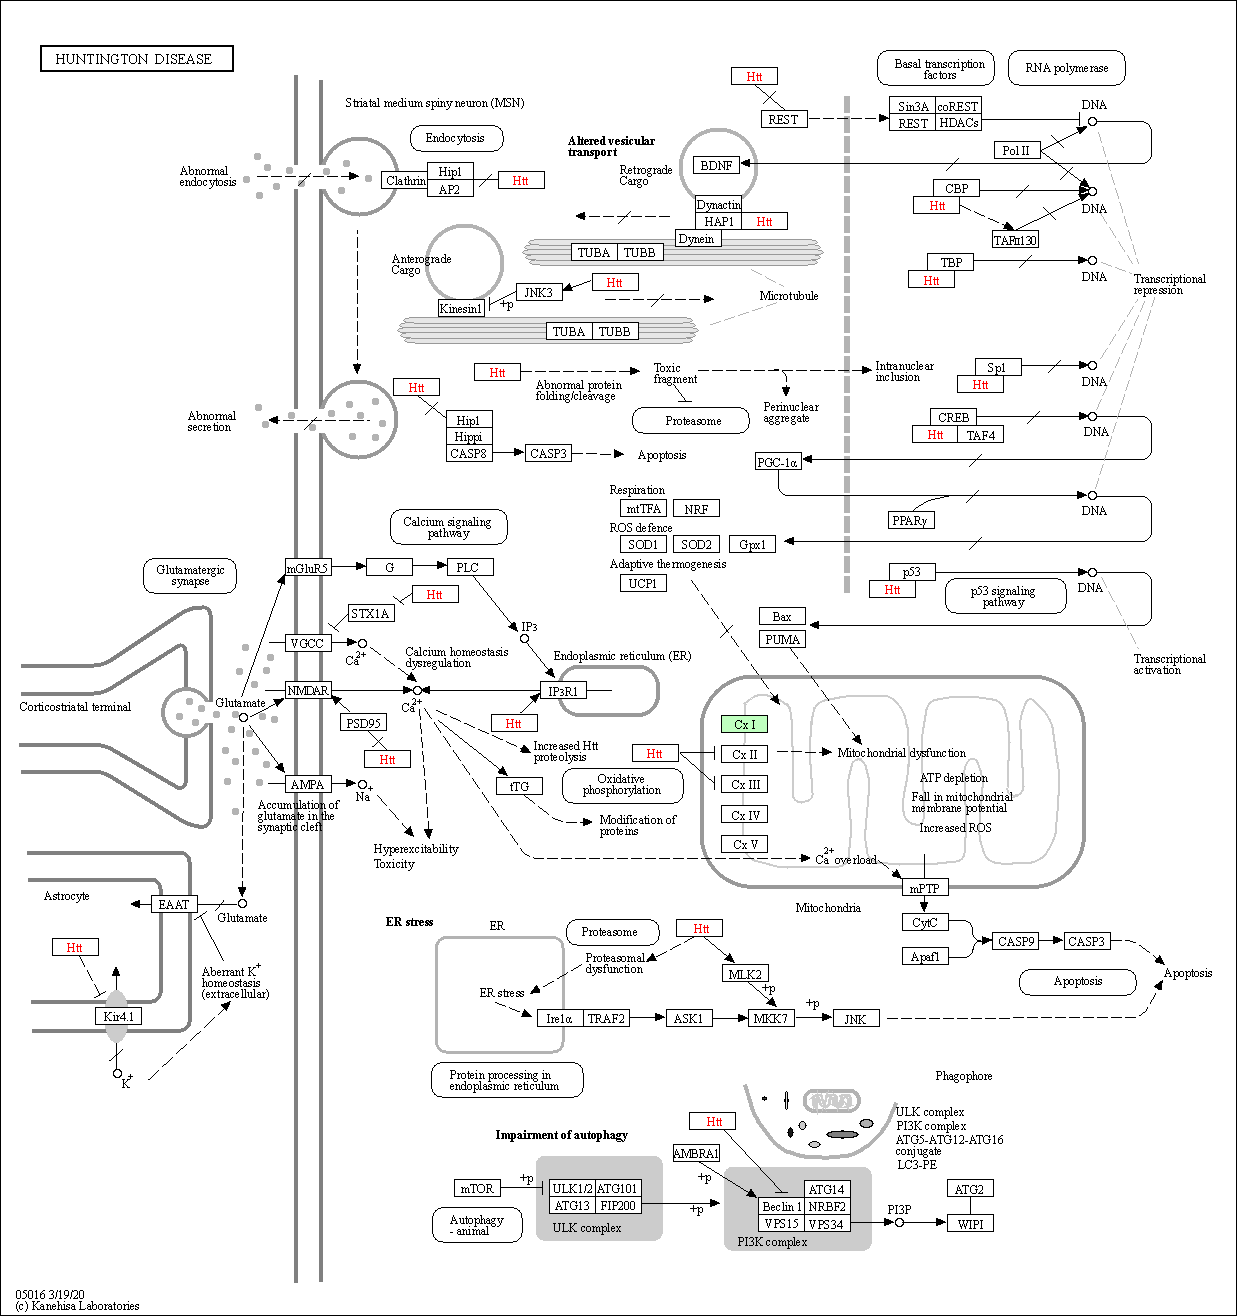 HUNTINGTON DISEASE
Striatal medium spiny neuron (MSN)
Endocytosis
Abnormal
endocytosis
Clathrin
Hip1
AP2
Htt
Altered vesicular
transport
Retrograde
Cargo
BDNF
Dynactin
HAP1
Htt
Dynein
TUBA
TUBB
Anterograde
Cargo
Kinesin1
JNK3
+p
Htt
TUBA
TUBB
Microtubule
Htt
REST
Basal transcription
factors
RNA polymerase
Sin3A
coREST
REST
HDACs
DNA
Pol II
CBP
Htt
DNA
TAFII130
TBP
Htt
DNA
Transcriptional
repression
Abnormal
secretion
Htt
Hip1
Hippi
CASP8
CASP3
Apoptosis
Htt
Abnormal protein
folding/cleavage
Toxic
fragment
Proteasome
Perinuclear
aggregate
Intranuclear
inclusion
Sp1
Htt
DNA
CREB
Htt
TAF4
DNA
PGC-1α
PPARγ
DNA
Respiration
mtTFA
NRF
ROS defence
SOD1
SOD2
Gpx1
Adaptive thermogenesis
UCP1
p53
Htt
p53 signaling
pathway
DNA
Bax
PUMA
Transcriptional
activation
Calcium signaling
pathway
Glutamatergic
synapse
mGluR5
G
PLC
Htt
STX1A
IP3
VGCC
Ca2+
Calcium homeostasis
dysregulation
Endoplasmic reticulum (ER)
Corticostriatal terminal
Glutamate
NMDAR
Ca2+
IP3R1
Htt
PSD95
Htt
Increased Htt
proteolysis
AMPA
Na+
tTG
Oxidative
phosphorylation
Accumulation of
glutamate in the
synaptic cleft
Modification of
proteins
Hyperexcitability
Toxicity
Htt
Cx I
Cx II
Cx III
Cx IV
Cx V
Mitochondrial dysfunction
ATP depletion
Fall in mitochondrial
membrane potential
Increased ROS
Ca2+ overload
mPTP
Mitochondria
CytC
Apaf1
CASP9
CASP3
Apoptosis
Apoptosis
Astrocyte
EAAT
Glutamate
Htt
Aberrant K+
homeostasis
(extracellular)
Kir4.1
K+
ER stress
ER
Proteasome
Htt
Proteasomal
dysfunction
MLK2
+p
ER stress
Ire1α
TRAF2
ASK1
MKK7
+p
JNK
Protein processing in
endoplasmic reticulum
Phagophore
ULK complex
PI3K complex
ATG5-ATG12-ATG16
conjugate
LC3-PE
Impairment of autophagy
Htt
AMBRA1
+p
mTOR
+p
ULK1/2
ATG101
ATG13
FIP200
ULK complex
+p
ATG14
Beclin 1
NRBF2
VPS15
VPS34
PI3K complex
PI3P
ATG2
WIPI
Autophagy
- animal
05016 3/19/20
(c) Kanehisa Laboratories